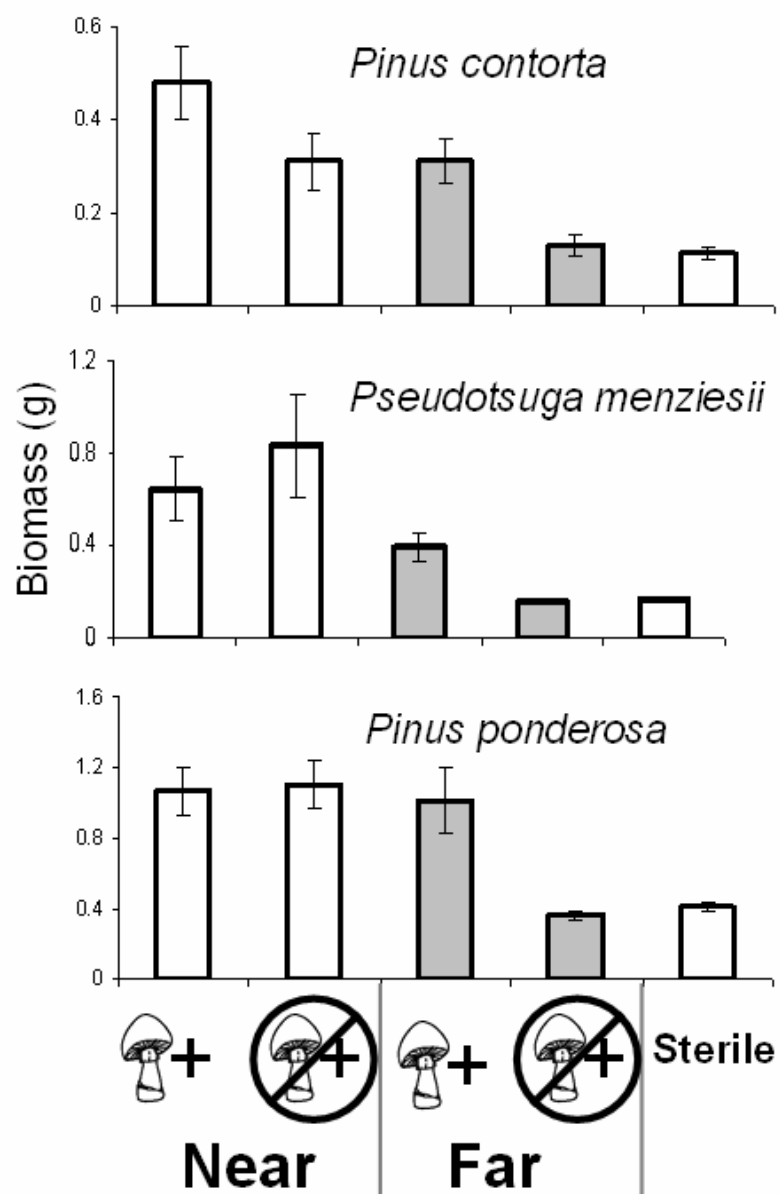 0.6
Pinus contorta
0.4
0.2
0
1.2
Pseudotsuga menziesii
0.8
Biomass (g)
0.4
0
1.6
Pinus ponderosa
1.2
0.8
0.4
0
+ + + + Sterile
Near Far